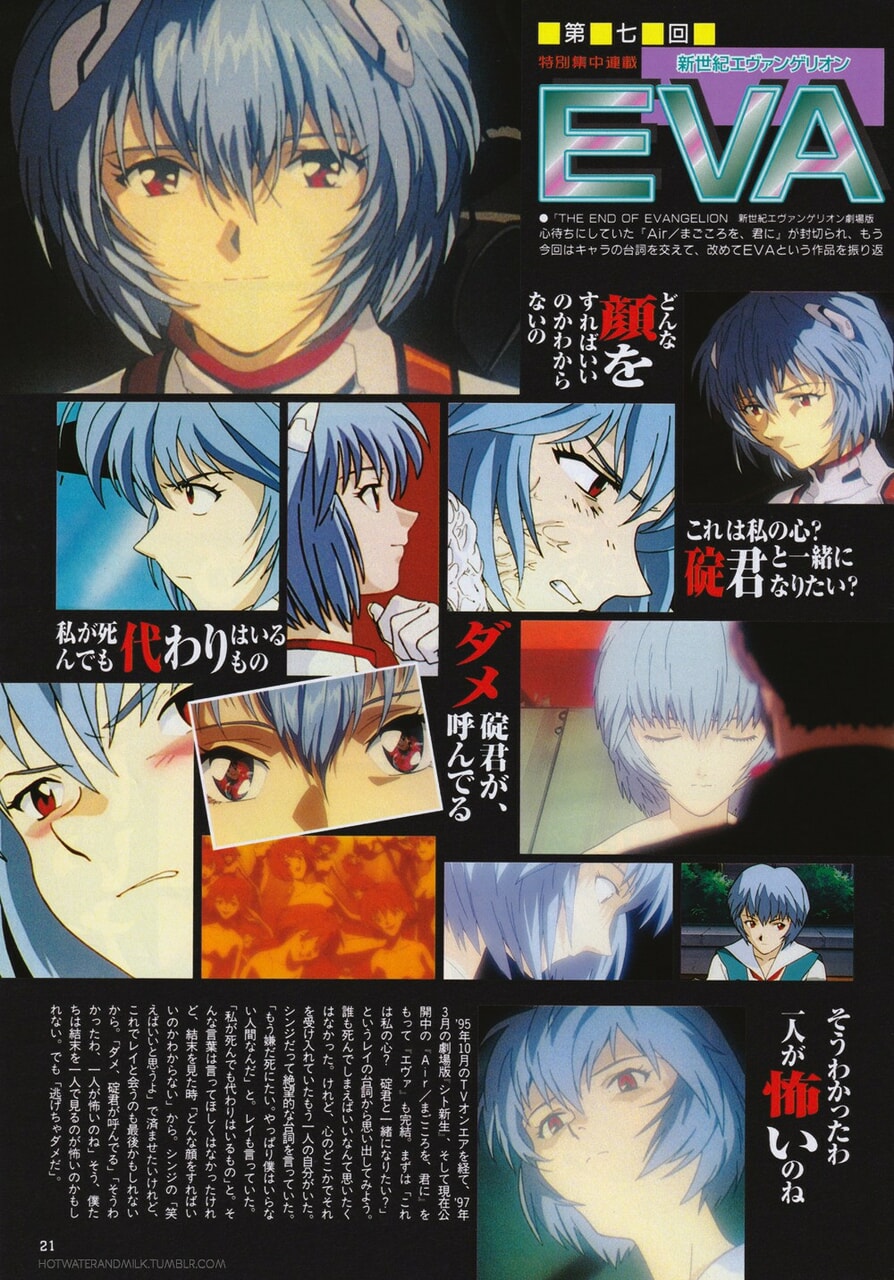 第七回
特別集中連載
新世紀エヴァンゲリオン
EVA
●『THE END OF EVANGELION 新世紀エヴァンゲリオン劇場版
心待ちにしていた『Air／まごころを、君に』が封切られ、もう
今回はキャラの台詞を交えて、改めてEVAという作品を振り返
どんな
顔を
すればいい
のかわから
ないの
これは私の心？
碇君と一緒に
なりたい？
私が死
んでも
代わりはいる
もの
ダメ
碇君が、
呼んでる
そうわかったわ
一人が
怖いのね
'95年10月のTVオンエアを経て、'97年
3月の劇場版『シト新生』、そして現在公
開中の『Air／まごころを、君に』を
もって『エヴァ』も完結。まずは「これ
は私の心？ 碇君と一緒になりたい？」
というレイの台詞から思い出してみよう。
誰も死んでしまえばいいなんて思いたく
はなかった。けれど、心のどこかでそれ
を受け入れていたもう一人の自分がいた。
シンジだって絶望的な台詞を言っていた。
「もう嫌だ死にたい。やっぱり僕はいらな
い人間なんだ」と。レイも言っていた。
「私が死んでも代わりはいるもの」と。そ
んな言葉は言ってほしくはなかったけれ
ど、結末を見た時「どんな顔をすればい
いのかわからない」から。シンジの「笑
えばいいと思うよ」で済ませたいけれど、
これでレイと会うのも最後かもしれない
から。「ダメ、碇君が呼んでる」「そうわ
かったわ、一人が怖いのね」そう、僕た
ちは結末を一人で見るのが怖いのかもし
れない。でも「逃げちゃダメだ」。
21
HOTWATERANDMILK.TUMBLR.COM